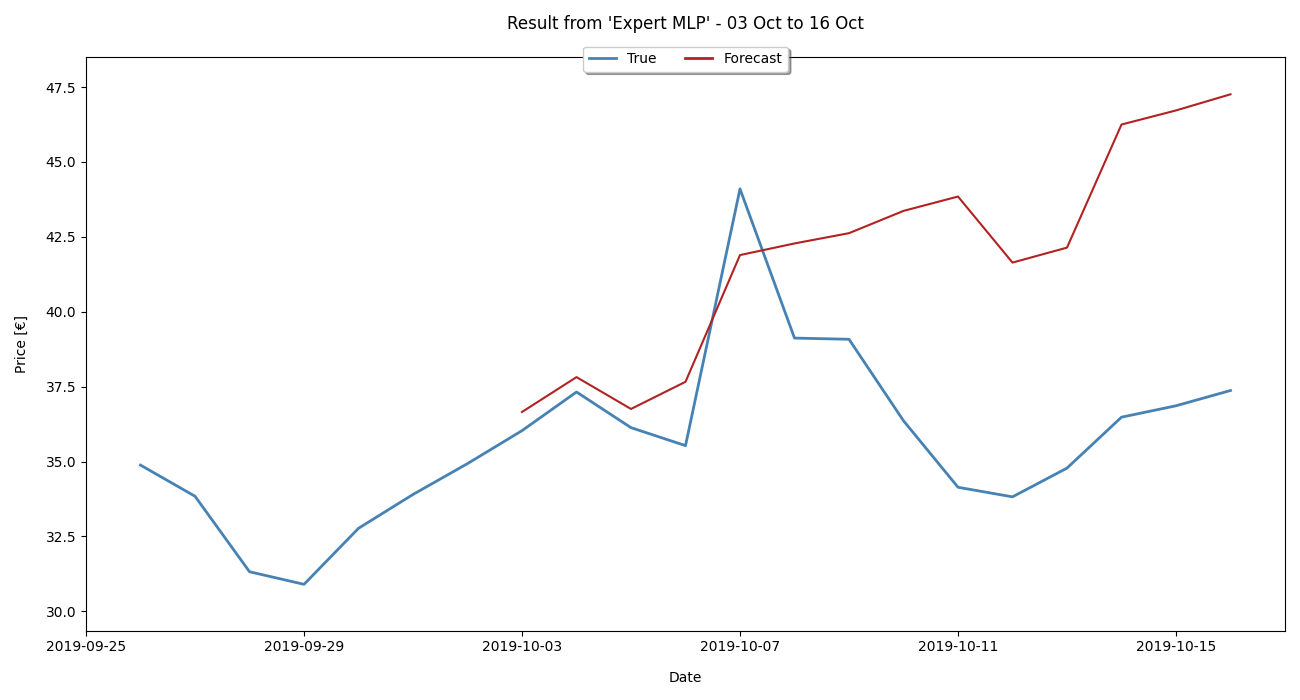 Result from 'Expert MLP' - 03 Oct to 16 Oct
True
Forecast
47.5
45.0
42.5
40.0
37.5
35.0
32.5
30.0
Price [€]
2019-09-25
2019-09-29
2019-10-03
2019-10-07
2019-10-11
2019-10-15
Date